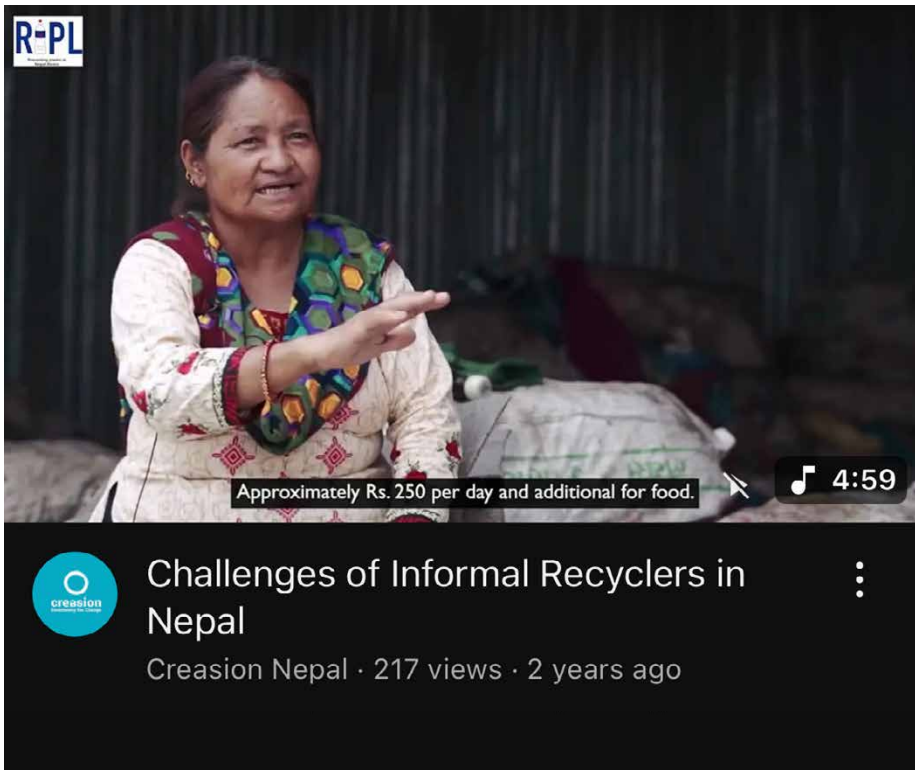 R PL
Approximately Rs. 250 per day and additional for food.
4:59
creasion
Challenges of Informal Recyclers in
Nepal
Creasion Nepal · 217 views · 2 years ago